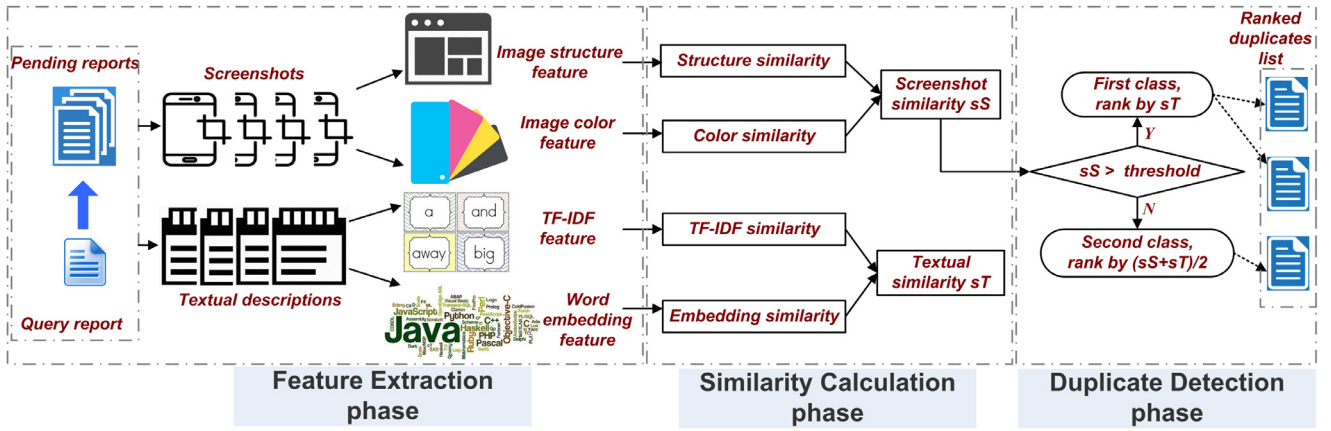 Pending reports
Query report
Screenshots
Textual descriptions
Image structure
feature
Image color
feature
a
and
away
big
TF-IDF
feature
Java
JavaScript
Python
Haskell
C++
PHP
Pascal
Ruby
Perl
Objective-C
Word
embedding
feature
Structure similarity
Color similarity
TF-IDF similarity
Embedding similarity
Screenshot
similarity sS
Textual
similarity sT
Ranked
duplicates
list
First class,
rank by sT
Y
sS > threshold
N
Second class,
rank by (sS+sT)/2
Feature Extraction
phase
Similarity Calculation
phase
Duplicate Detection
phase